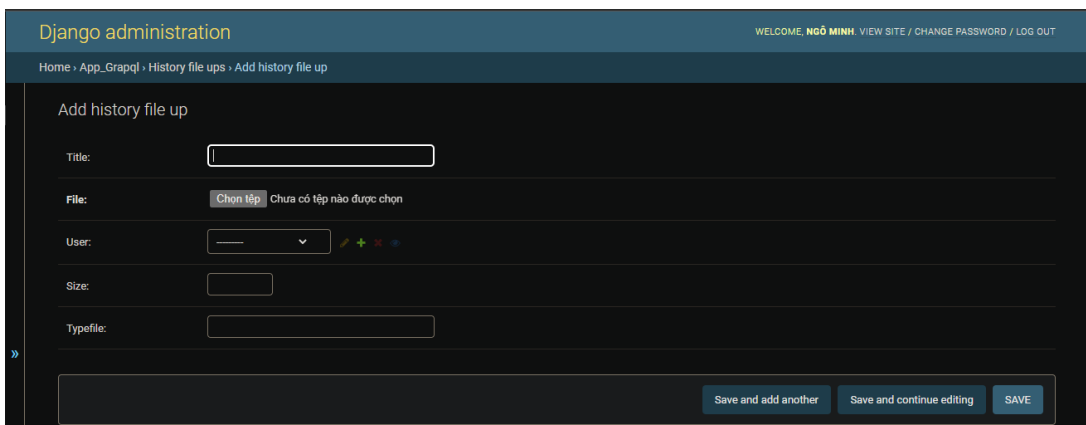 Django administration
WELCOME, NGÔ MINH. VIEW SITE / CHANGE PASSWORD / LOG OUT
Home › App_Grapql › History file ups › Add history file up
Add history file up
Title:
File: Chọn tệp Chưa có tệp nào được chọn
User: ---------
Size:
Typefile:
»
Save and add another Save and continue editing SAVE